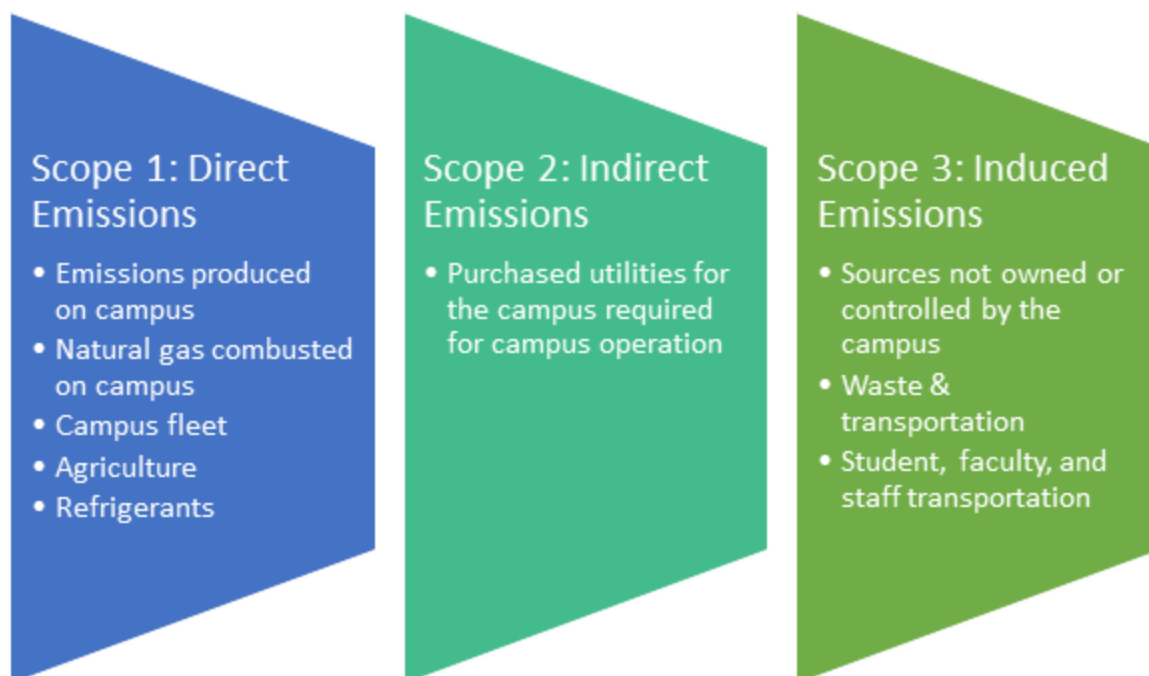 Scope 1: Direct
Emissions
• Emissions produced
on campus
• Natural gas combusted
on campus
• Campus fleet
• Agriculture
• Refrigerants
Scope 2: Indirect
Emissions
• Purchased utilities for
the campus required
for campus operation
Scope 3: Induced
Emissions
• Sources not owned or
controlled by the
campus
• Waste &
transportation
• Student, faculty, and
staff transportation